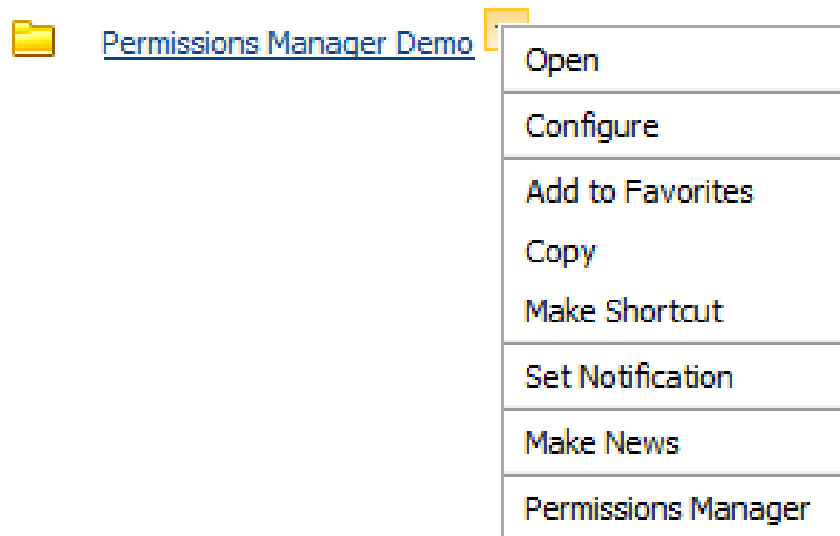 Permissions Manager Demo
Open
Configure
Add to Favorites
Copy
Make Shortcut
Set Notification
Make News
Permissions Manager